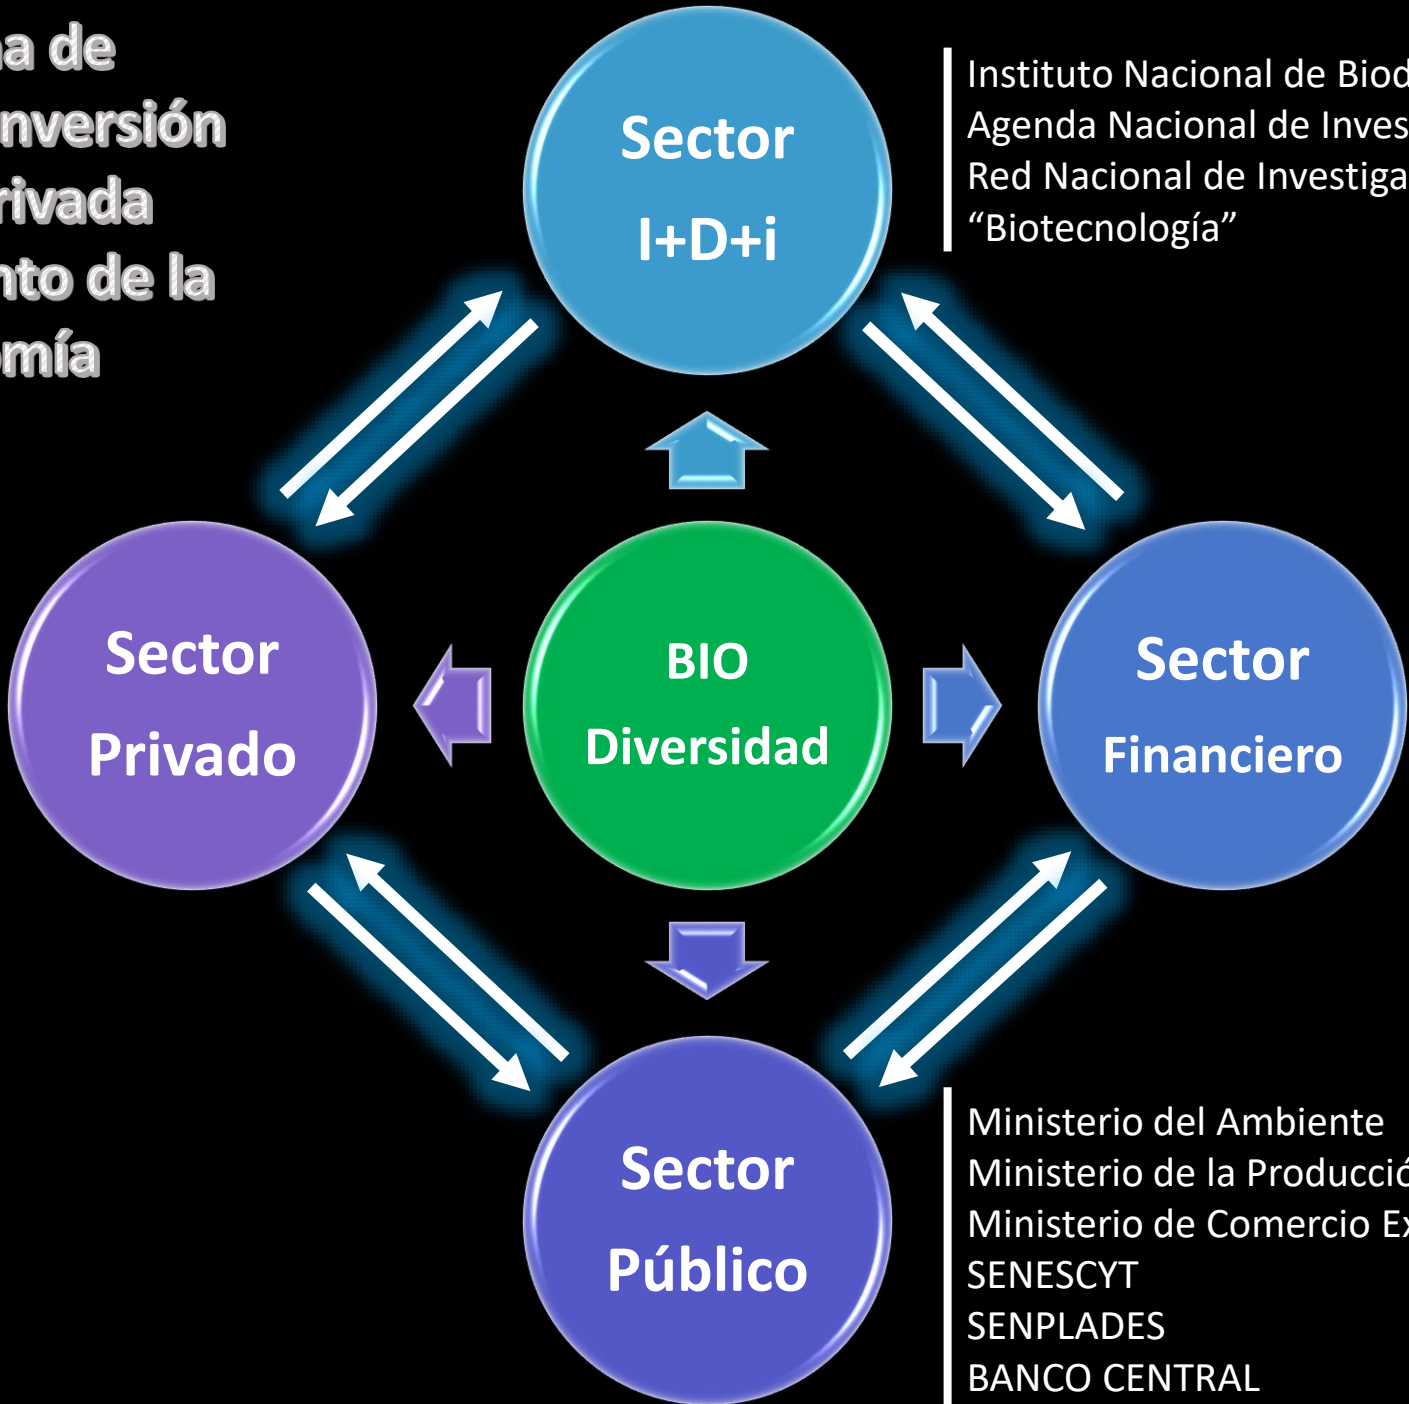 de
nversión
rivada
nto de la
omía
Sector
I+D+i
Instituto Nacional de Biod
Agenda Nacional de Inves
Red Nacional de Investiga
“Biotecnología”
Sector
Privado
BIO
Diversidad
Sector
Financiero
Sector
Público
Ministerio del Ambiente
Ministerio de la Producció
Ministerio de Comercio Ex
SENESCYT
SENPLADES
BANCO CENTRAL